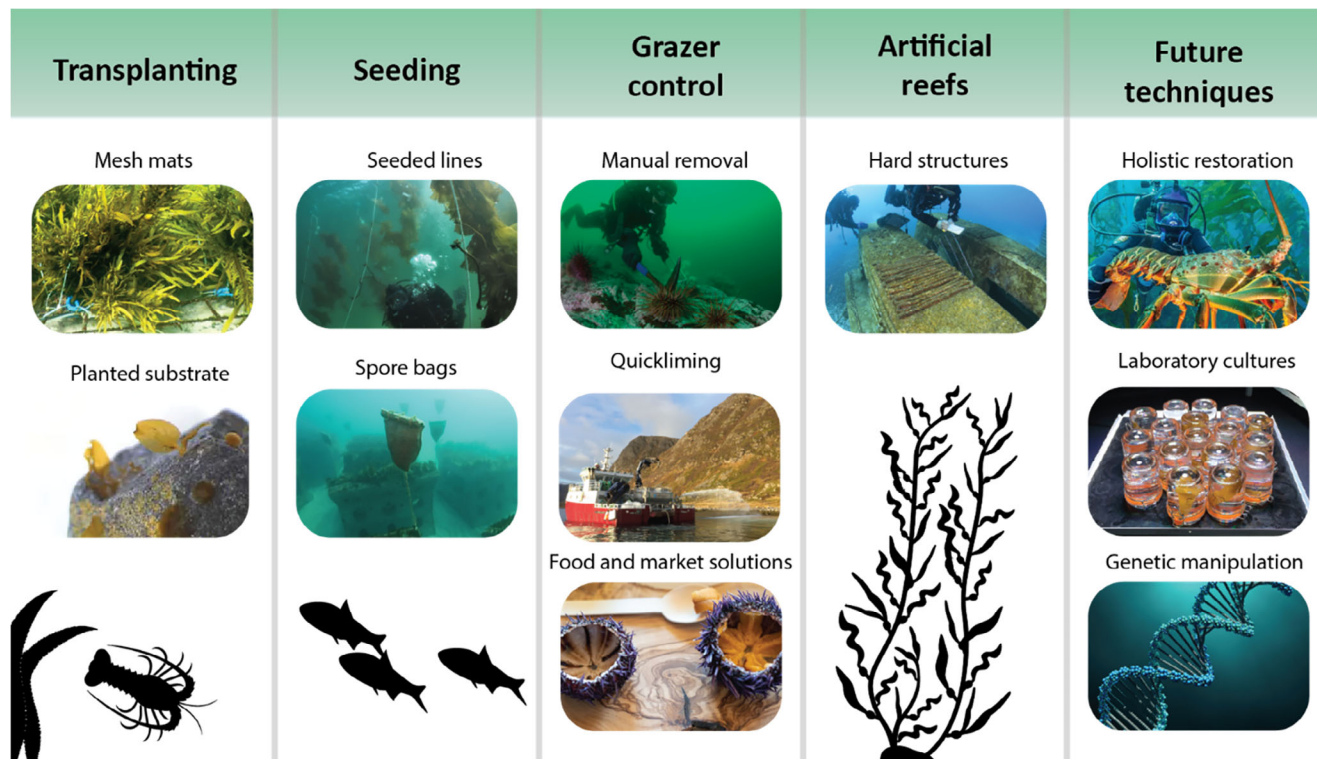 Transplanting
Seeding
Grazer
control
Artificial
reefs
Future
techniques
Mesh mats
Planted substrate
Seeded lines
Spore bags
Manual removal
Quickliming
Food and market solutions
Hard structures
Holistic restoration
Laboratory cultures
Genetic manipulation